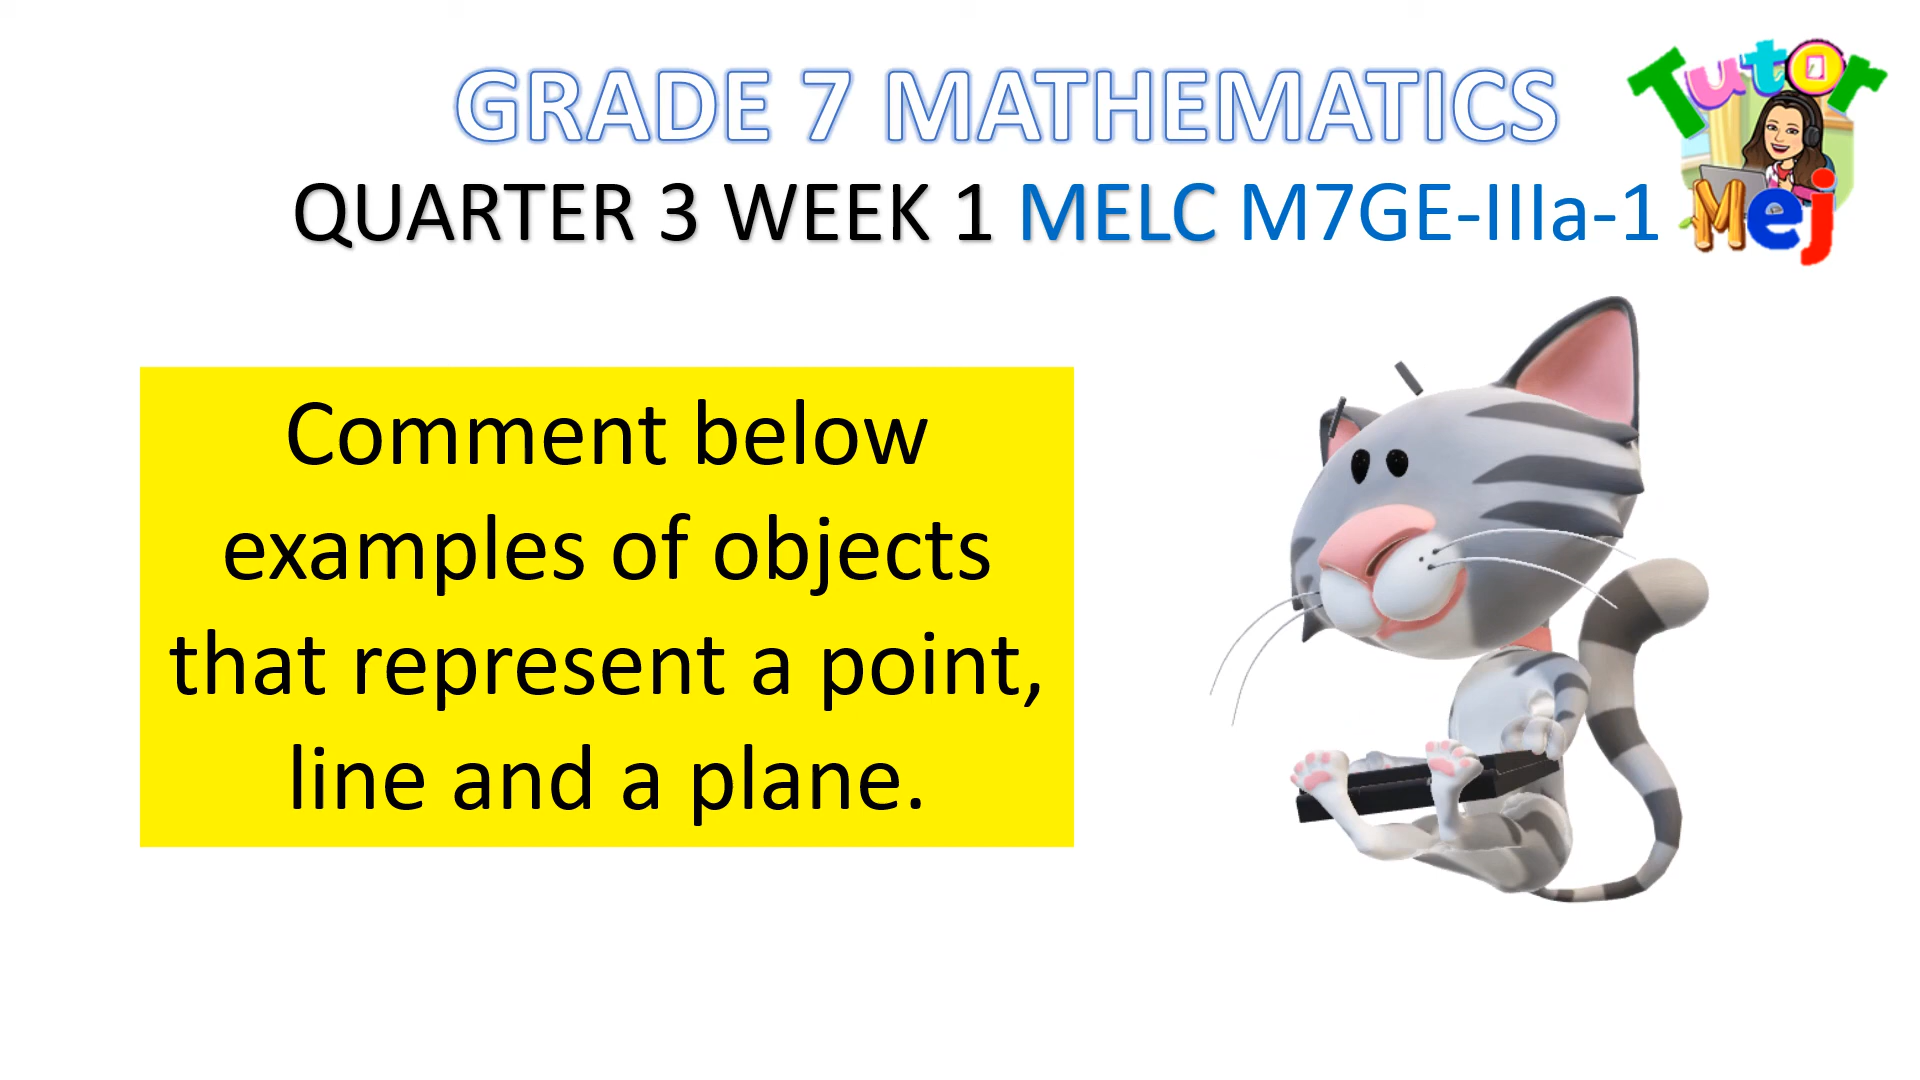 GRADE 7 MATHEMATICS
QUARTER 3 WEEK 1 MELC M7GE-IIIa-1
Tutor
Mej
Comment below
examples of objects
that represent a point,
line and a plane.